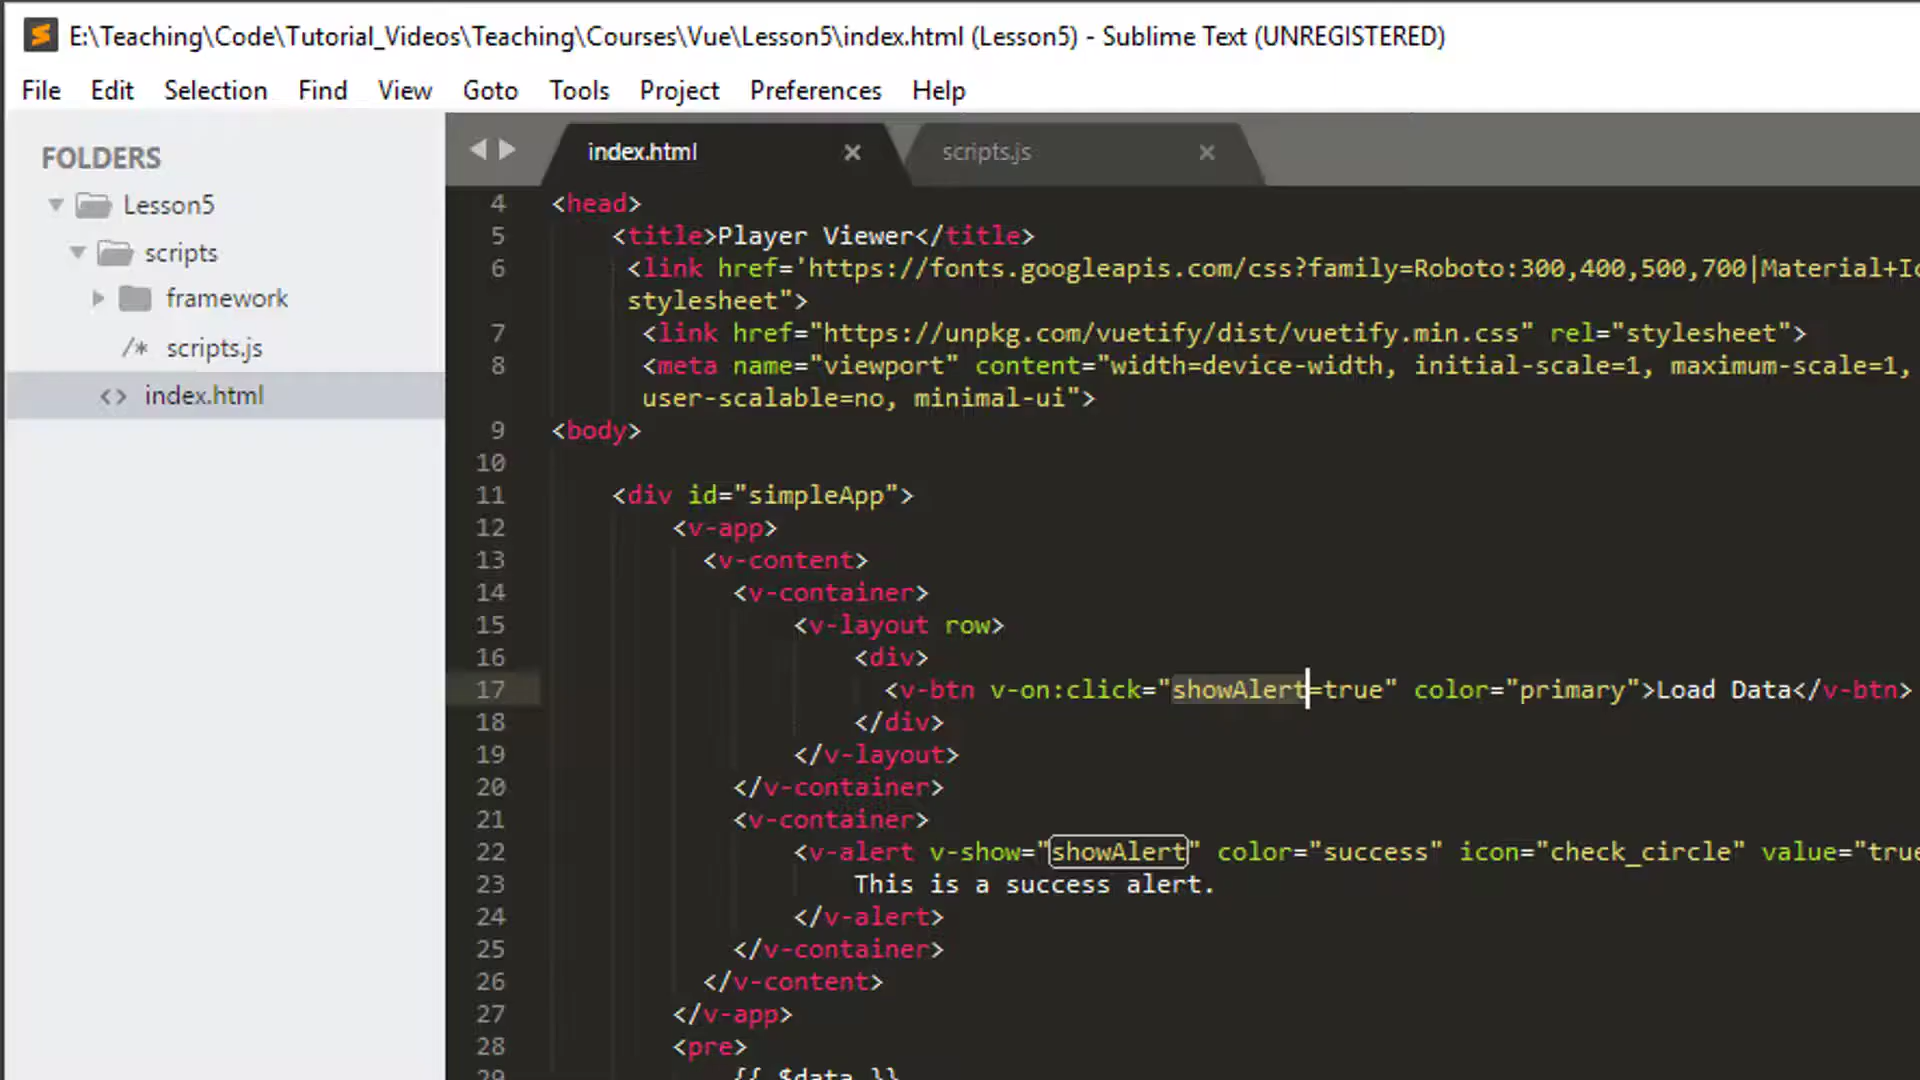 E:\Teaching\Code\Tutorial_Videos\Teaching\Courses\Vue\Lesson5\index.html (Lesson5) - Sublime Text (UNREGISTERED)
File Edit Selection Find View Goto Tools Project Preferences Help
FOLDERS
Lesson5
scripts
framework
/* scripts.js
<> index.html
index.html × scripts.js ×
4 <head>
5 <title>Player Viewer</title>
6 <link href='https://fonts.googleapis.com/css?family=Roboto:300,400,500,700|Material+Ic
stylesheet">
7 <link href="https://unpkg.com/vuetify/dist/vuetify.min.css" rel="stylesheet">
8 <meta name="viewport" content="width=device-width, initial-scale=1, maximum-scale=1,
user-scalable=no, minimal-ui">
9 <body>
10
11 <div id="simpleApp">
12 <v-app>
13 <v-content>
14 <v-container>
15 <v-layout row>
16 <div>
17 <v-btn v-on:click="showAlert=true" color="primary">Load Data</v-btn>
18 </div>
19 </v-layout>
20 </v-container>
21 <v-container>
22 <v-alert v-show="showAlert" color="success" icon="check_circle" value="true
23 This is a success alert.
24 </v-alert>
25 </v-container>
26 </v-content>
27 </v-app>
28 <pre>
29 {{ $data }}